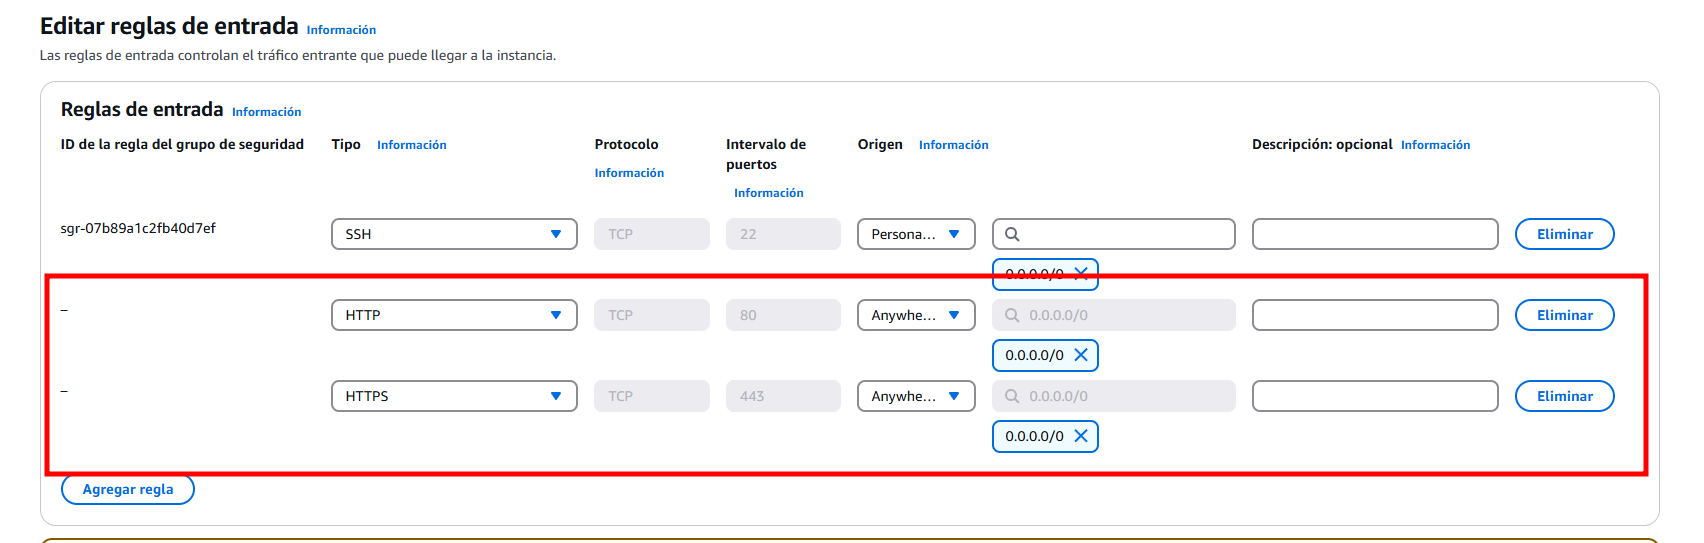 Editar reglas de entrada Información
Las reglas de entrada controlan el tráfico entrante que puede llegar a la instancia.
Reglas de entrada Información
ID de la regla del grupo de seguridad Tipo Información Protocolo Información Intervalo de puertos Información Origen Información Descripción: opcional Información
sgr-07b89a1c2fb40d7ef SSH TCP 22 Persona... Eliminar
0.0.0.0/0
– HTTP TCP 80 Anywhe... 0.0.0.0/0 Eliminar
0.0.0.0/0
– HTTPS TCP 443 Anywhe... 0.0.0.0/0 Eliminar
0.0.0.0/0
Agregar regla